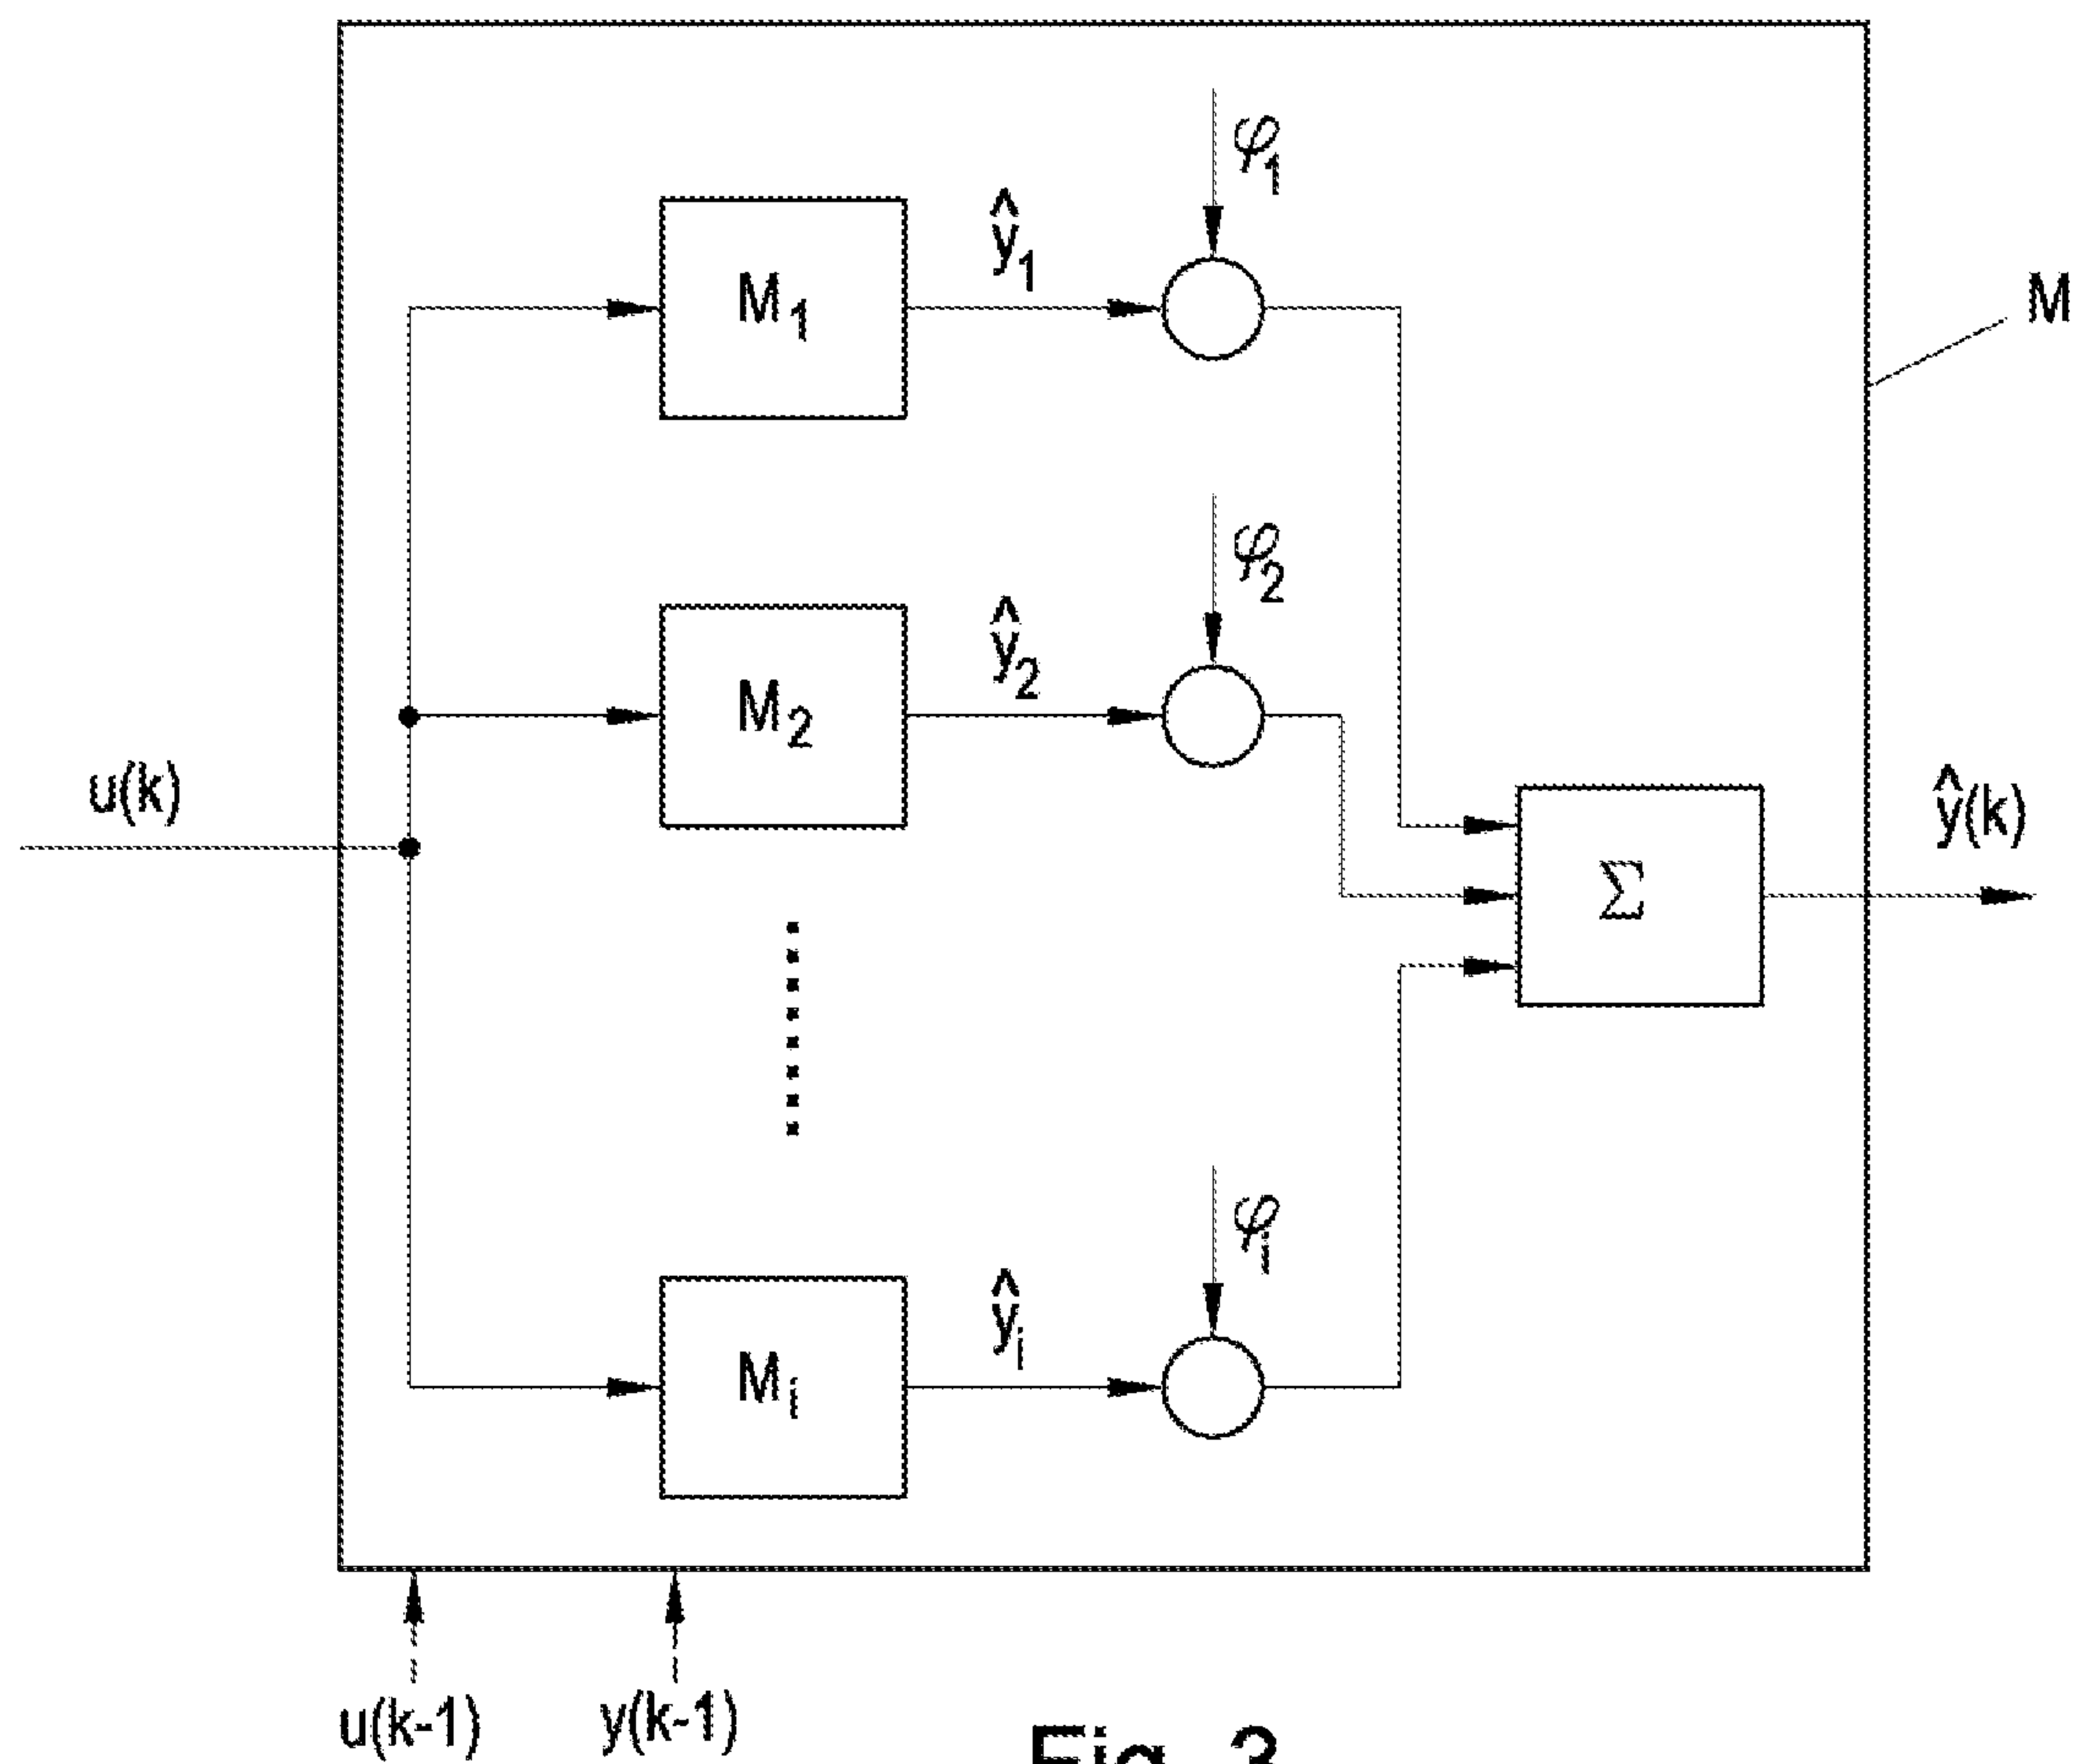 φ1
ŷ1
M1
M
φ2
ŷ2
M2
u(k)
ŷ(k)
Σ
φi
ŷi
Mi
u(k-1)
y(k-1)